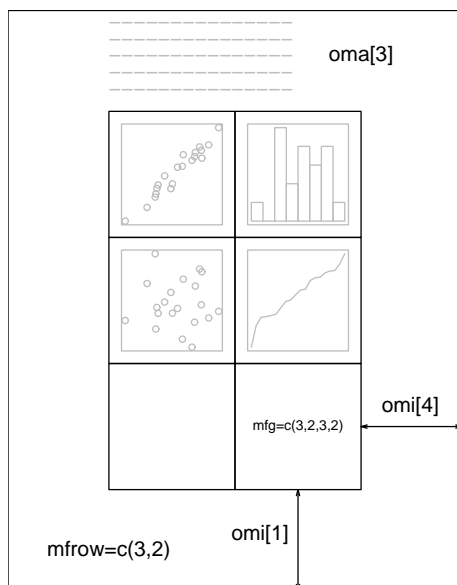 oma[3]
omi[4]
mfg=c(3,2,3,2)
omi[1]
mfrow=c(3,2)